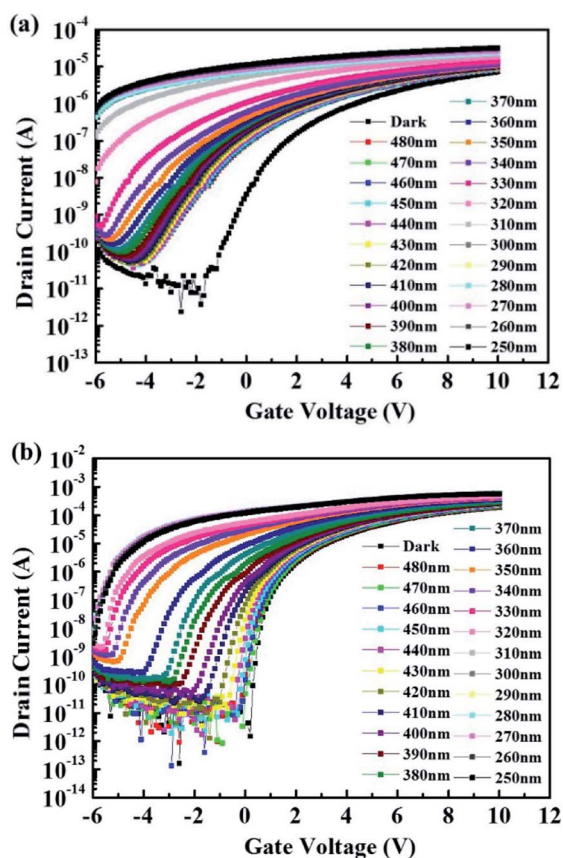 (a)
10^-4
10^-5
10^-6
10^-7
10^-8
10^-9
10^-10
10^-11
10^-12
10^-13
Drain Current (A)
Dark
480nm
470nm
460nm
450nm
440nm
430nm
420nm
410nm
400nm
390nm
380nm
370nm
360nm
350nm
340nm
330nm
320nm
310nm
300nm
290nm
280nm
270nm
260nm
250nm
-6 -4 -2 0 2 4 6 8 10 12
Gate Voltage (V)
(b)
10^-2
10^-3
10^-4
10^-5
10^-6
10^-7
10^-8
10^-9
10^-10
10^-11
10^-12
10^-13
10^-14
Drain Current (A)
Dark
480nm
470nm
460nm
450nm
440nm
430nm
420nm
410nm
400nm
390nm
380nm
370nm
360nm
350nm
340nm
330nm
320nm
310nm
300nm
290nm
280nm
270nm
260nm
250nm
-6 -4 -2 0 2 4 6 8 10 12
Gate Voltage (V)